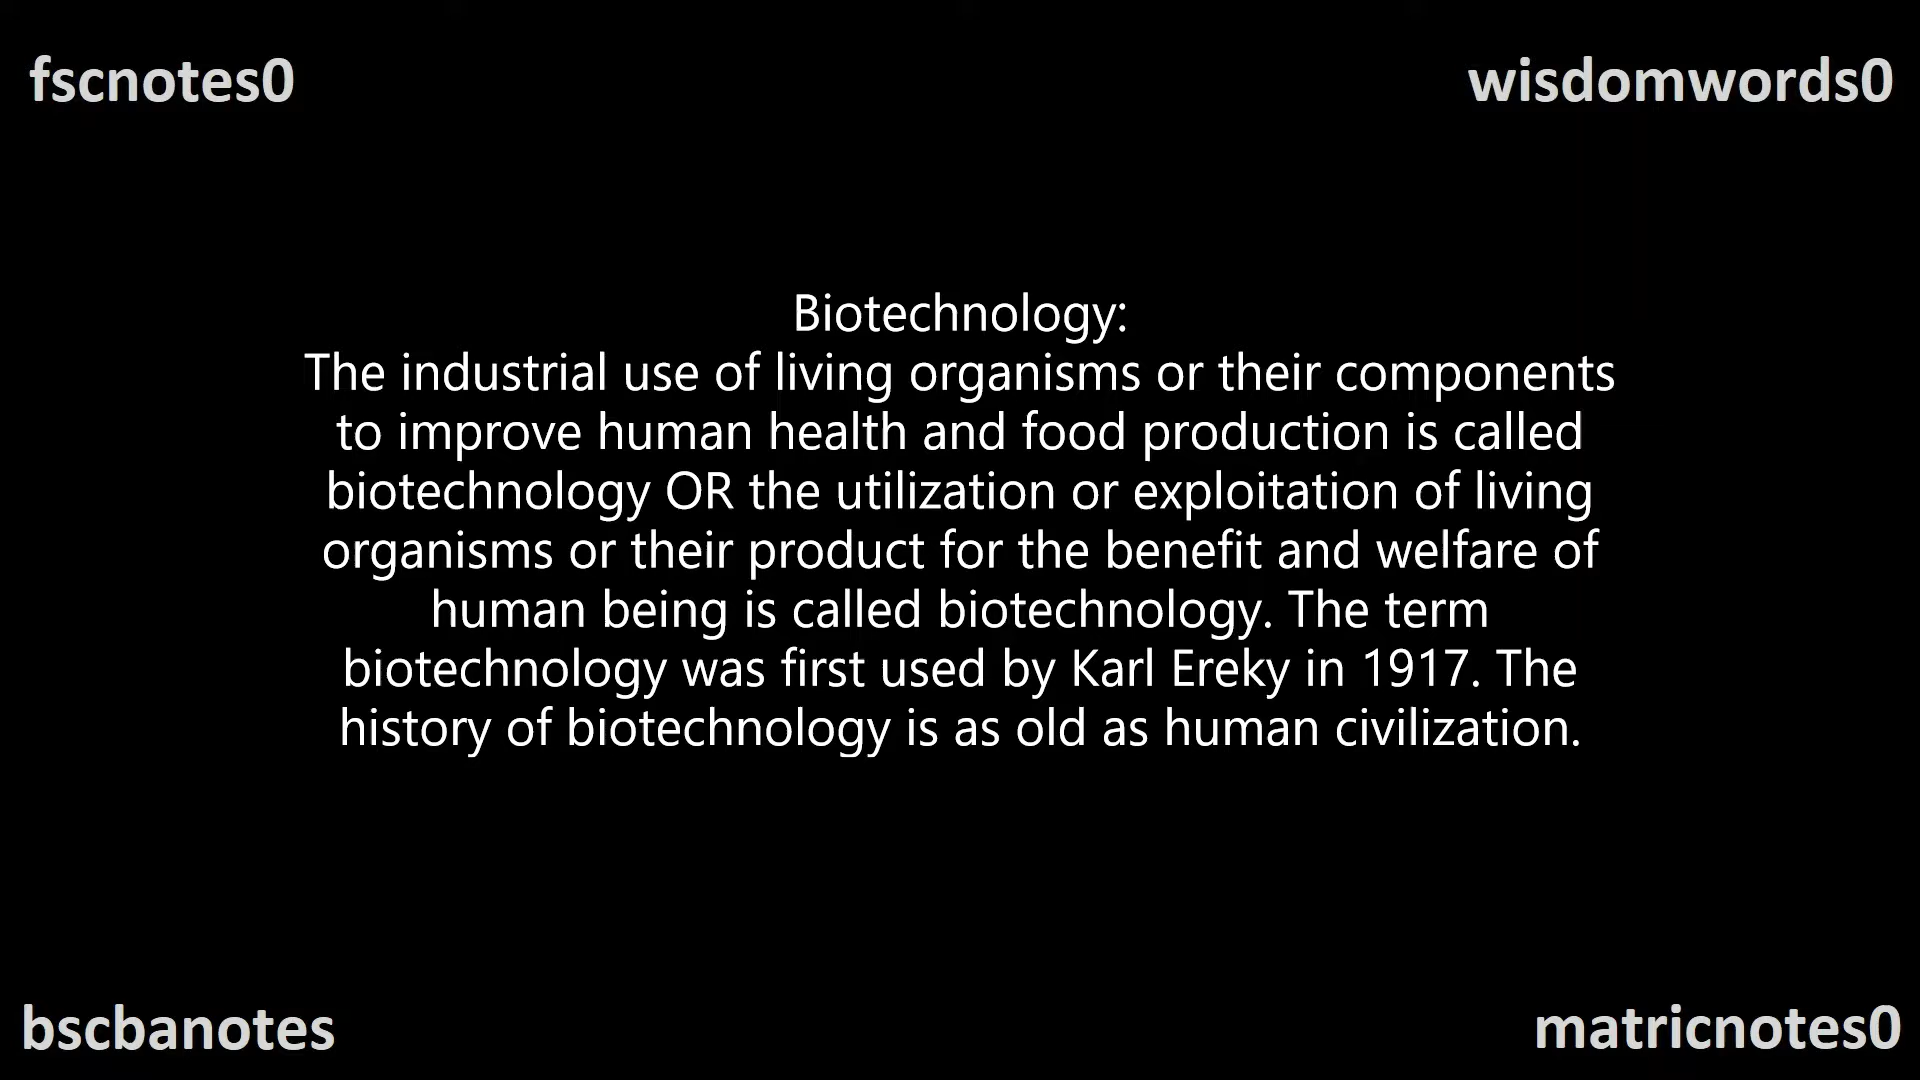 fscnotes0
wisdomwords0
Biotechnology:
The industrial use of living organisms or their components
to improve human health and food production is called
biotechnology OR the utilization or exploitation of living
organisms or their product for the benefit and welfare of
human being is called biotechnology. The term
biotechnology was first used by Karl Ereky in 1917. The
history of biotechnology is as old as human civilization.
bscbanotes
matricnotes0